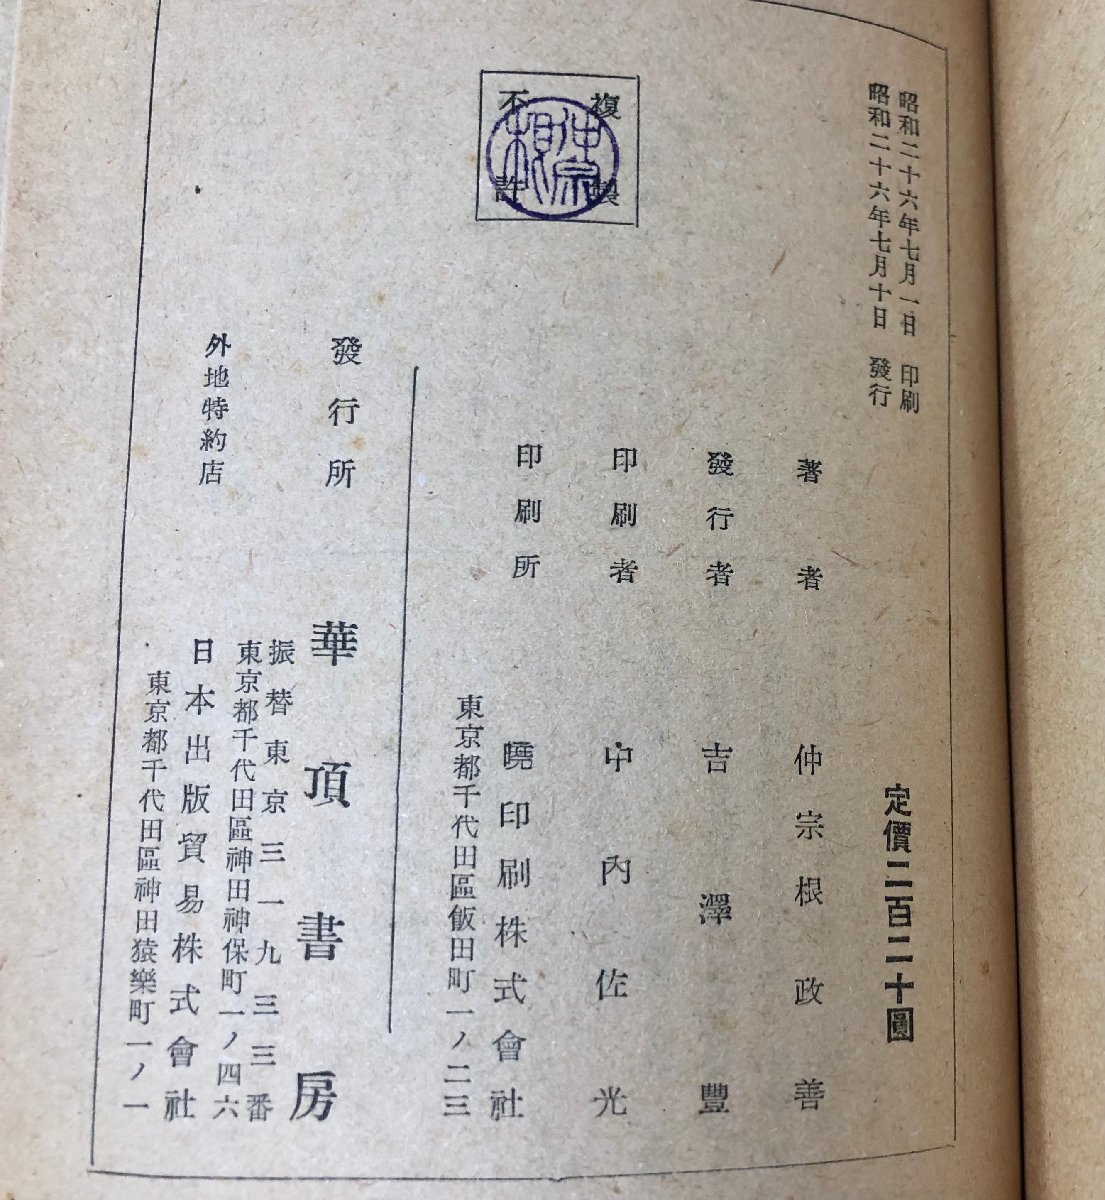 昭和二十六年七月一日 印刷
昭和二十六年七月十日 發行
定價二百二十圓
著者 仲宗根政善
發行者 吉澤豐
印刷者 中内佐光
印刷所 曉印刷株式會社
東京都千代田區飯田町一ノ二三
複製
不許
仲宗根
發行所 華頂書房
振替東京三一九三三番
東京都千代田區神田神保町一ノ四六
外地特約店 日本出版貿易株式會社
東京都千代田區神田猿樂町一ノ一